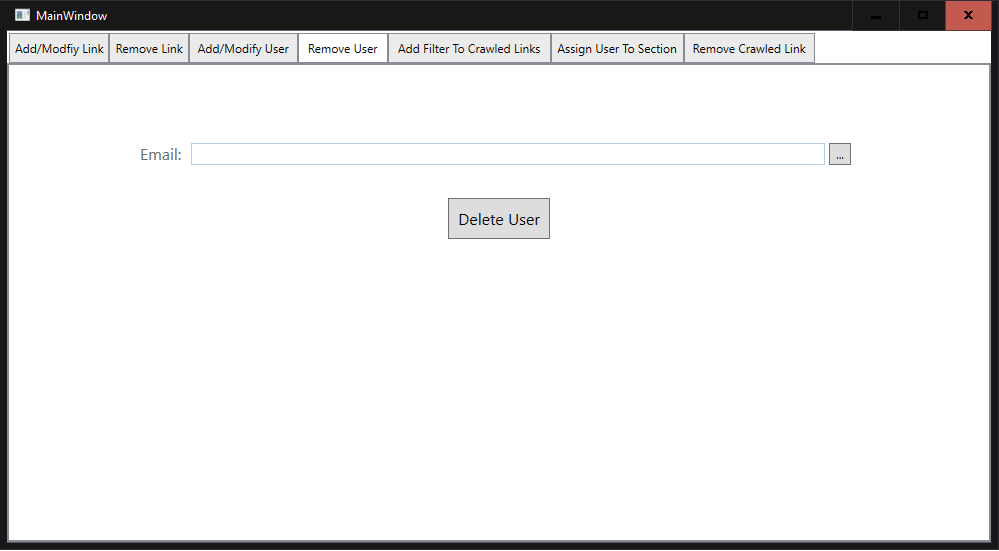 MainWindow
Add/Modfiy Link Remove Link Add/Modify User Remove User Add Filter To Crawled Links Assign User To Section Remove Crawled Link
Email: ...
Delete User